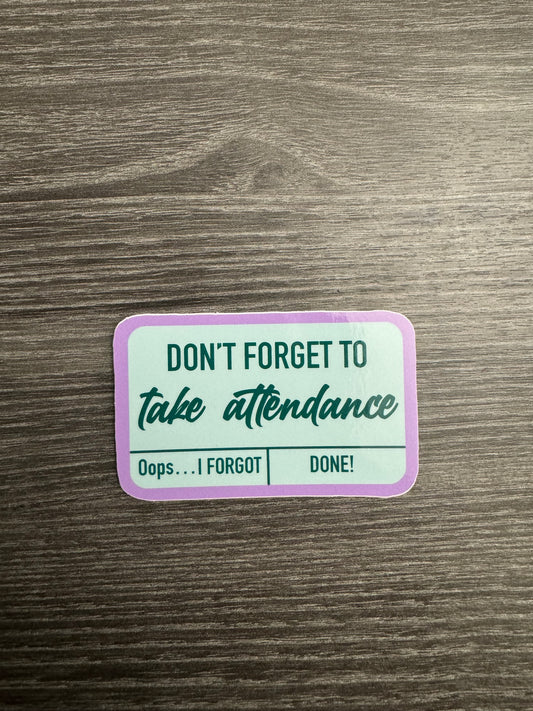 DON'T FORGET TO
take attendance
Oops...I FORGOT
DONE!